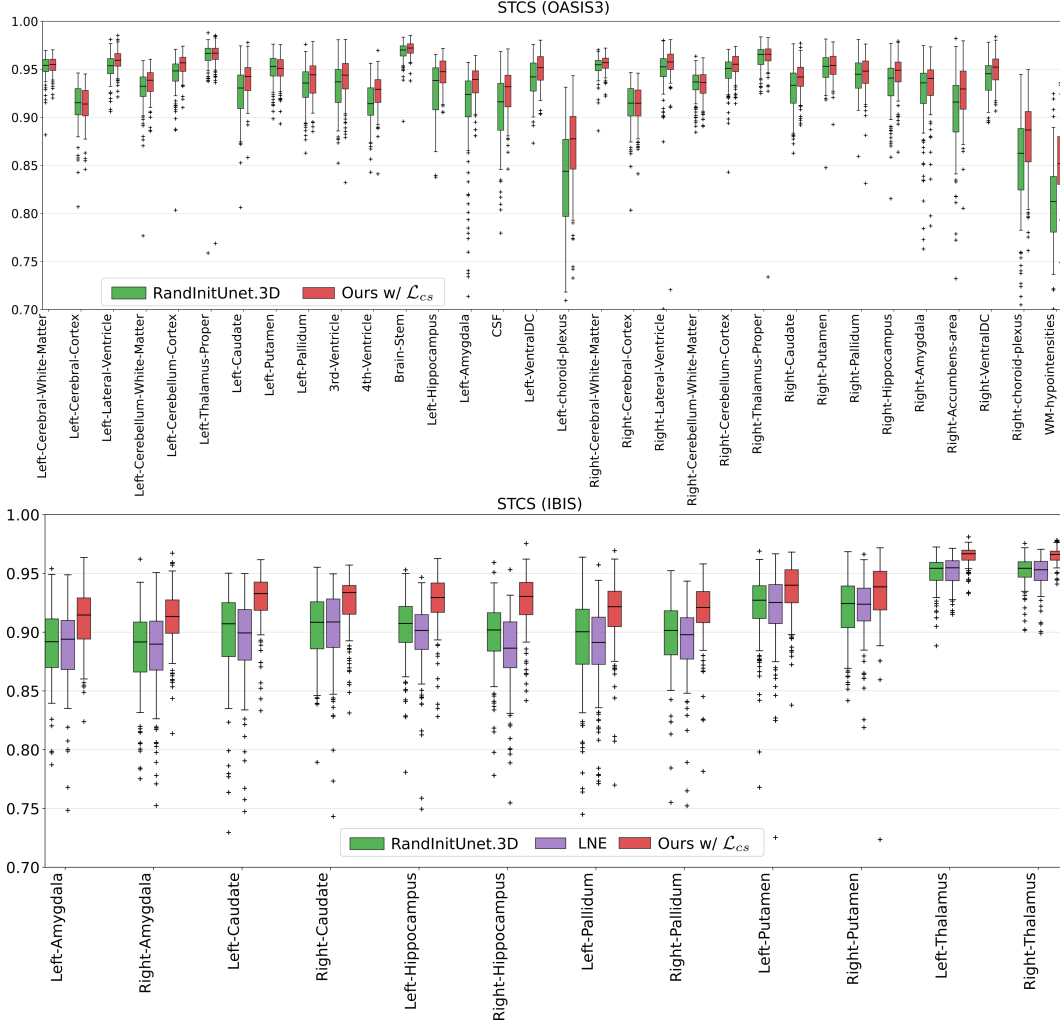 STCS (OASIS3)
1.00
0.95
0.90
0.85
0.80
0.75
0.70
RandInitUnet.3D
Ours w/ ℒcs
Left-Cerebral-White-Matter
Left-Cerebral-Cortex
Left-Lateral-Ventricle
Left-Cerebellum-White-Matter
Left-Cerebellum-Cortex
Left-Thalamus-Proper
Left-Caudate
Left-Putamen
Left-Pallidum
3rd-Ventricle
4th-Ventricle
Brain-Stem
Left-Hippocampus
Left-Amygdala
CSF
Left-VentralDC
Left-choroid-plexus
Right-Cerebral-White-Matter
Right-Cerebral-Cortex
Right-Lateral-Ventricle
Right-Cerebellum-White-Matter
Right-Cerebellum-Cortex
Right-Thalamus-Proper
Right-Caudate
Right-Putamen
Right-Pallidum
Right-Hippocampus
Right-Amygdala
Right-Accumbens-area
Right-VentralDC
Right-choroid-plexus
WM-hypointensities
STCS (IBIS)
1.00
0.95
0.90
0.85
0.80
0.75
0.70
RandInitUnet.3D
LNE
Ours w/ ℒcs
Left-Amygdala
Right-Amygdala
Left-Caudate
Right-Caudate
Left-Hippocampus
Right-Hippocampus
Left-Pallidum
Right-Pallidum
Left-Putamen
Right-Putamen
Left-Thalamus
Right-Thalamus